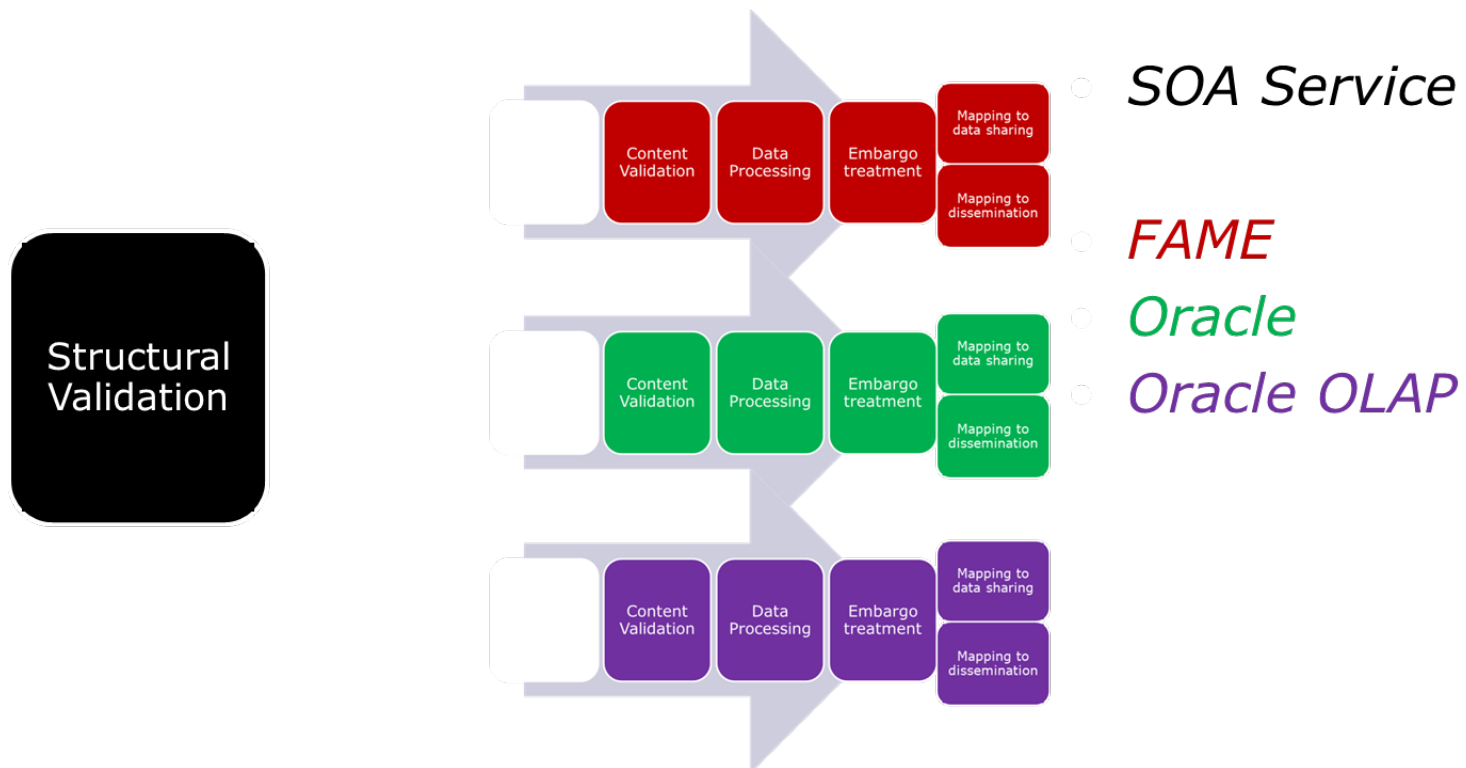 Structural
Validation
Content
Validation
Data
Processing
Embargo
treatment
Mapping to
data sharing
Mapping to
dissemination
Content
Validation
Data
Processing
Embargo
treatment
Mapping to
data sharing
Mapping to
dissemination
Content
Validation
Data
Processing
Embargo
treatment
Mapping to
data sharing
Mapping to
dissemination
SOA Service
FAME
Oracle
Oracle OLAP